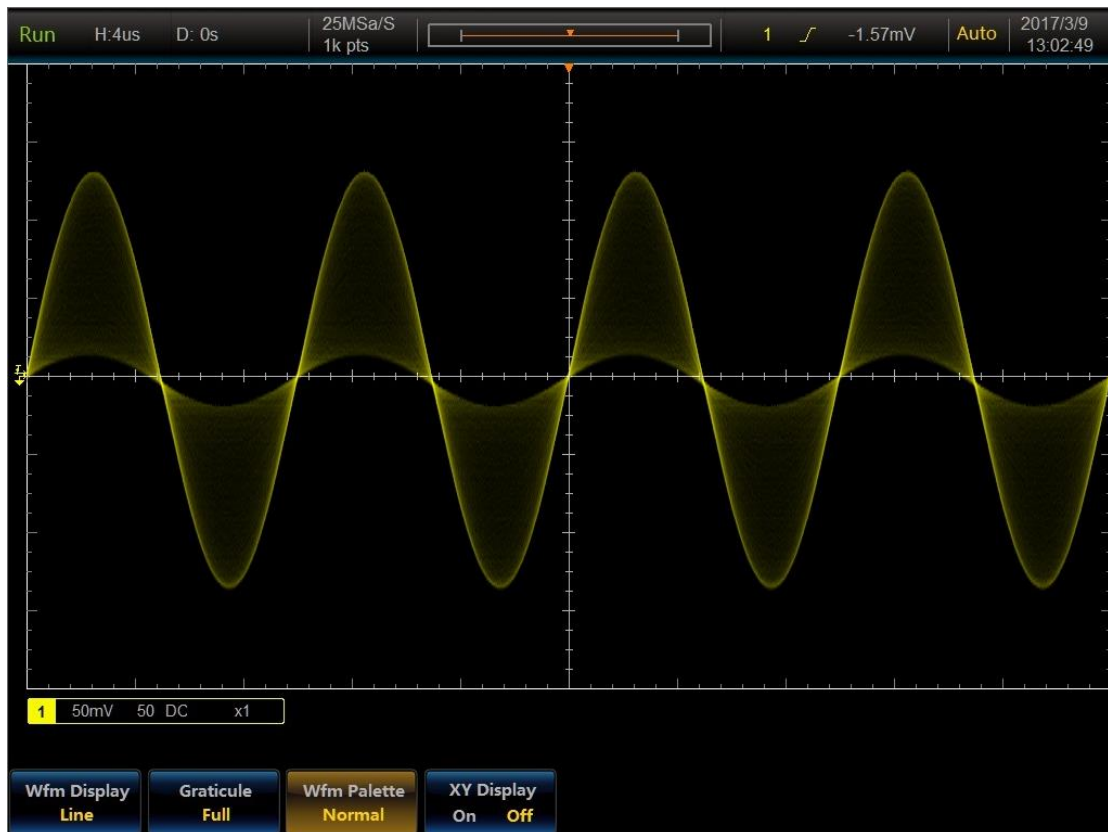 Run H:4us D: 0s 25MSa/S 1 -1.57mV Auto 2017/3/9
1k pts 13:02:49
1 50mV 50 DC x1
Wfm Display Graticule Wfm Palette XY Display
Line Full Normal On Off